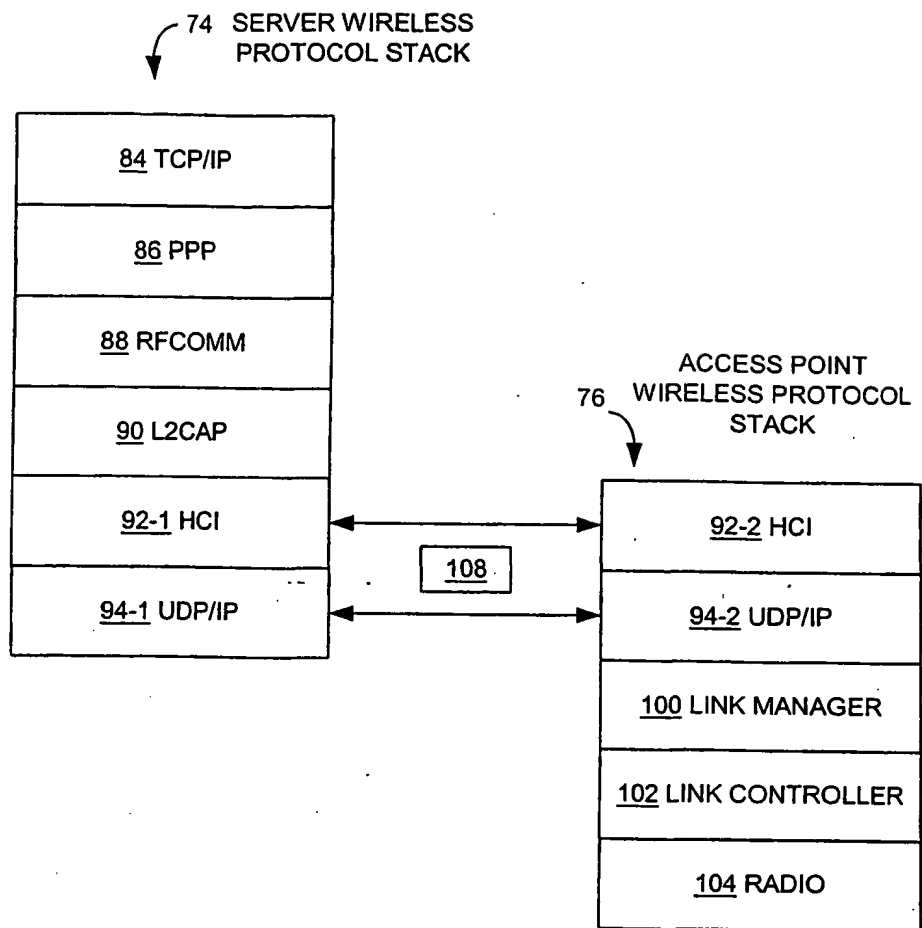 74 SERVER WIRELESS
PROTOCOL STACK
84 TCP/IP
86 PPP
88 RFCOMM
90 L2CAP
92-1 HCI
94-1 UDP/IP
108
76
ACCESS POINT
WIRELESS PROTOCOL
STACK
92-2 HCI
94-2 UDP/IP
100 LINK MANAGER
102 LINK CONTROLLER
104 RADIO